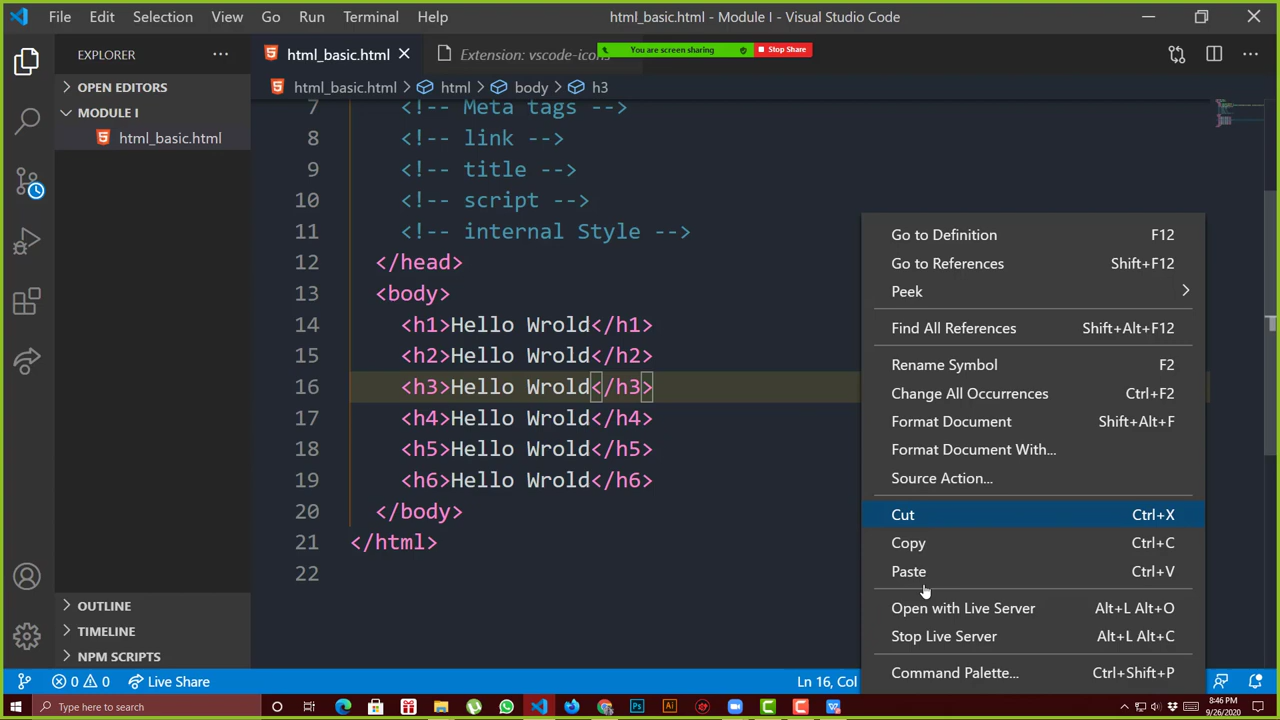 File Edit Selection View Go Run Terminal Help html_basic.html - Module I - Visual Studio Code
EXPLORER
html_basic.html
Extension: vscode-icons
You are screen sharing
Stop Share
OPEN EDITORS
MODULE I
html_basic.html
html_basic.html > html > body > h3
7 <!-- Meta tags -->
8 <!-- link -->
9 <!-- title -->
10 <!-- script -->
11 <!-- internal Style -->
12 </head>
13 <body>
14 <h1>Hello Wrold</h1>
15 <h2>Hello Wrold</h2>
16 <h3>Hello Wrold</h3>
17 <h4>Hello Wrold</h4>
18 <h5>Hello Wrold</h5>
19 <h6>Hello Wrold</h6>
20 </body>
21 </html>
22
Go to Definition F12
Go to References Shift+F12
Peek
Find All References Shift+Alt+F12
Rename Symbol F2
Change All Occurrences Ctrl+F2
Format Document Shift+Alt+F
Format Document With...
Source Action...
Cut Ctrl+X
Copy Ctrl+C
Paste Ctrl+V
Open with Live Server Alt+L Alt+O
Stop Live Server Alt+L Alt+C
Command Palette... Ctrl+Shift+P
OUTLINE
TIMELINE
NPM SCRIPTS
0 0 Live Share Ln 16, Col
Type here to search
8:46 PM
9/26/2020